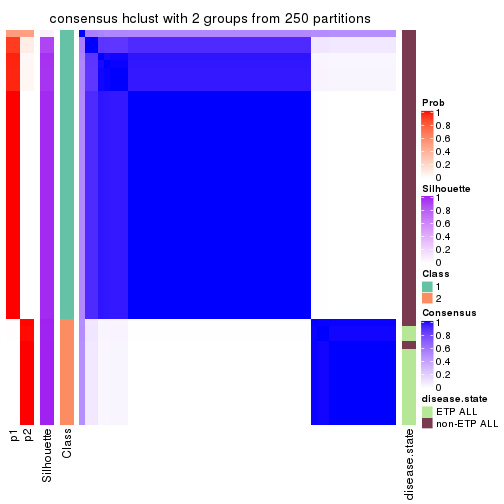 consensus hclust with 2 groups from 250 partitions
Prob
1
0.8
0.6
0.4
0.2
0
Silhouette
1
0.8
0.6
0.4
0.2
0
Class
1
2
Consensus
1
0.8
0.6
0.4
0.2
0
disease.state
ETP ALL
non-ETP ALL
p1
p2
Silhouette
Class
disease.state